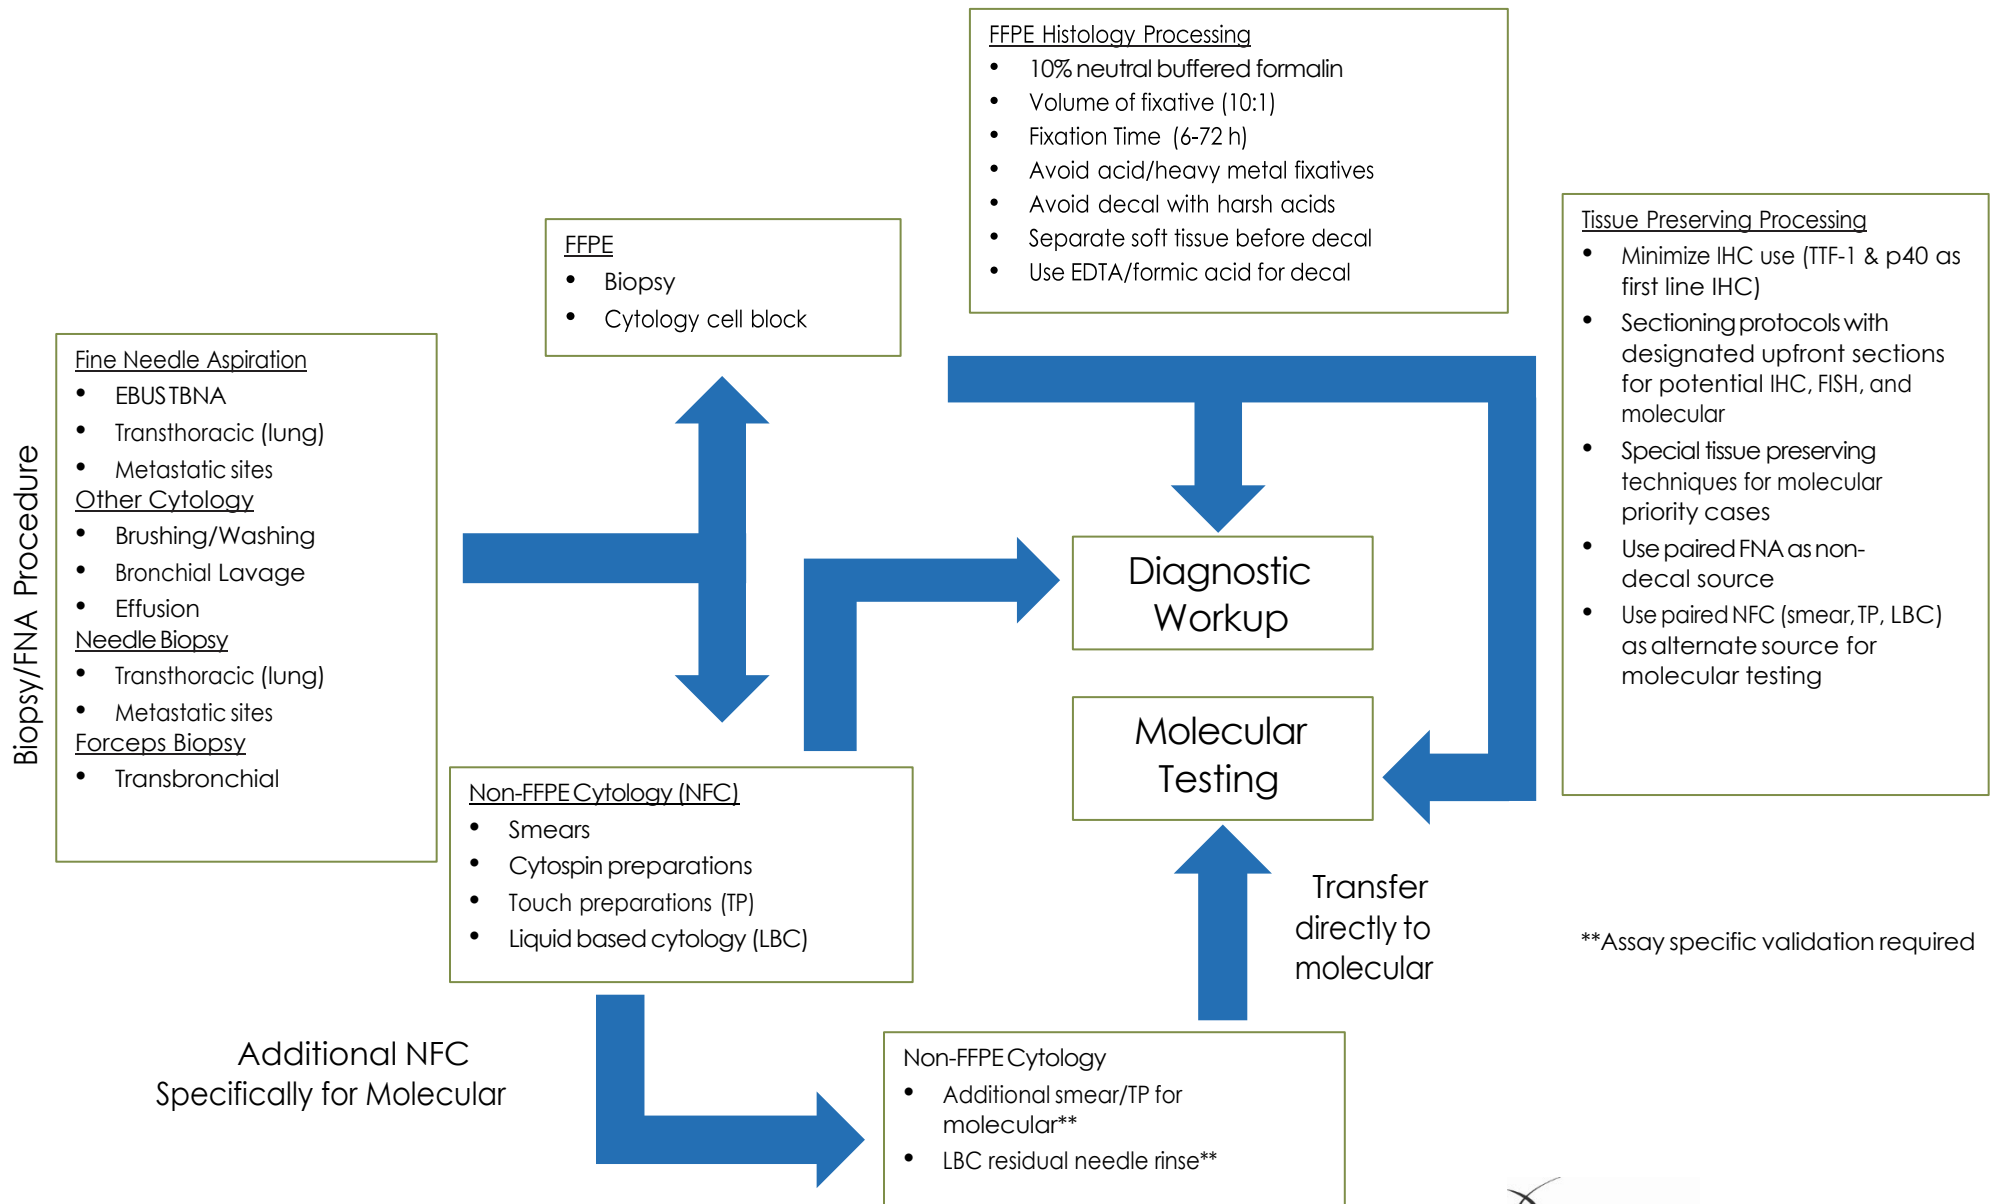 Biopsy/FNA Procedure
Fine Needle Aspiration
• EBUS TBNA
• Transthoracic (lung)
• Metastatic sites
Other Cytology
• Brushing/Washing
• Bronchial Lavage
• Effusion
Needle Biopsy
• Transthoracic (lung)
• Metastatic sites
Forceps Biopsy
• Transbronchial
FFPE
• Biopsy
• Cytology cell block
FFPE Histology Processing
• 10% neutral buffered formalin
• Volume of fixative (10:1)
• Fixation Time (6-72 h)
• Avoid acid/heavy metal fixatives
• Avoid decal with harsh acids
• Separate soft tissue before decal
• Use EDTA/formic acid for decal
Tissue Preserving Processing
• Minimize IHC use (TTF-1 & p40 as
first line IHC)
• Sectioning protocols with
designated upfront sections
for potential IHC, FISH, and
molecular
• Special tissue preserving
techniques for molecular
priority cases
• Use paired FNA as non-
decal source
• Use paired NFC (smear, TP, LBC)
as alternate source for
molecular testing
Diagnostic
Workup
Molecular
Testing
Non-FFPE Cytology (NFC)
• Smears
• Cytospin preparations
• Touch preparations (TP)
• Liquid based cytology (LBC)
Transfer
directly to
molecular
**Assay specific validation required
Additional NFC
Specifically for Molecular
Non-FFPE Cytology
• Additional smear/TP for
molecular**
• LBC residual needle rinse**